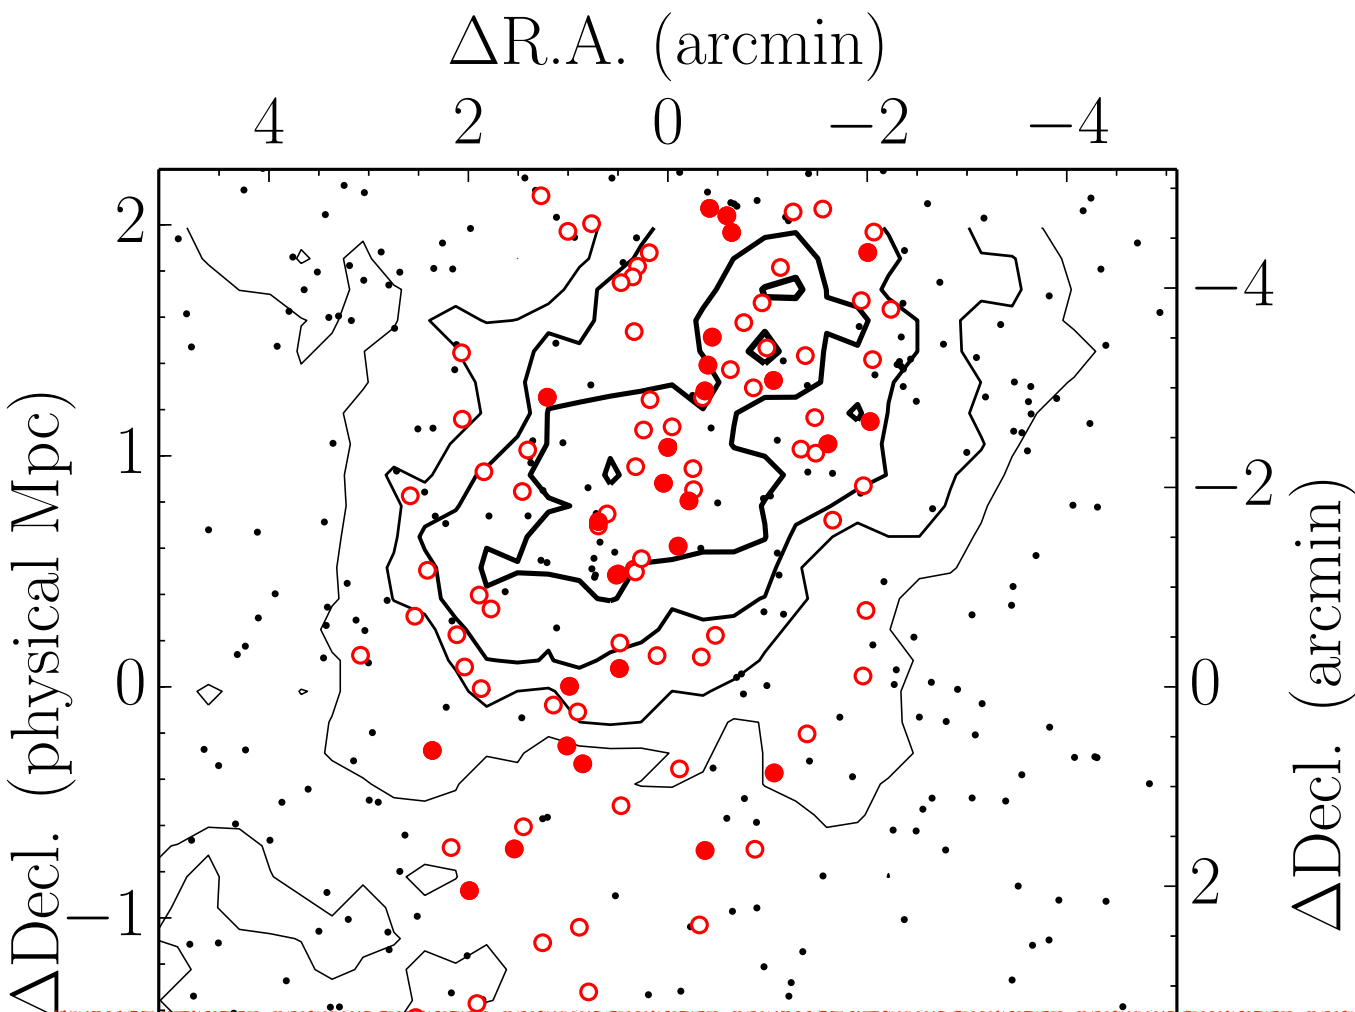 ΔR.A. (arcmin)
4 2 0 −2 −4
2
1
0
−1
ΔDecl. (physical Mpc)
−4
−2
0
2
ΔDecl. (arcmin)